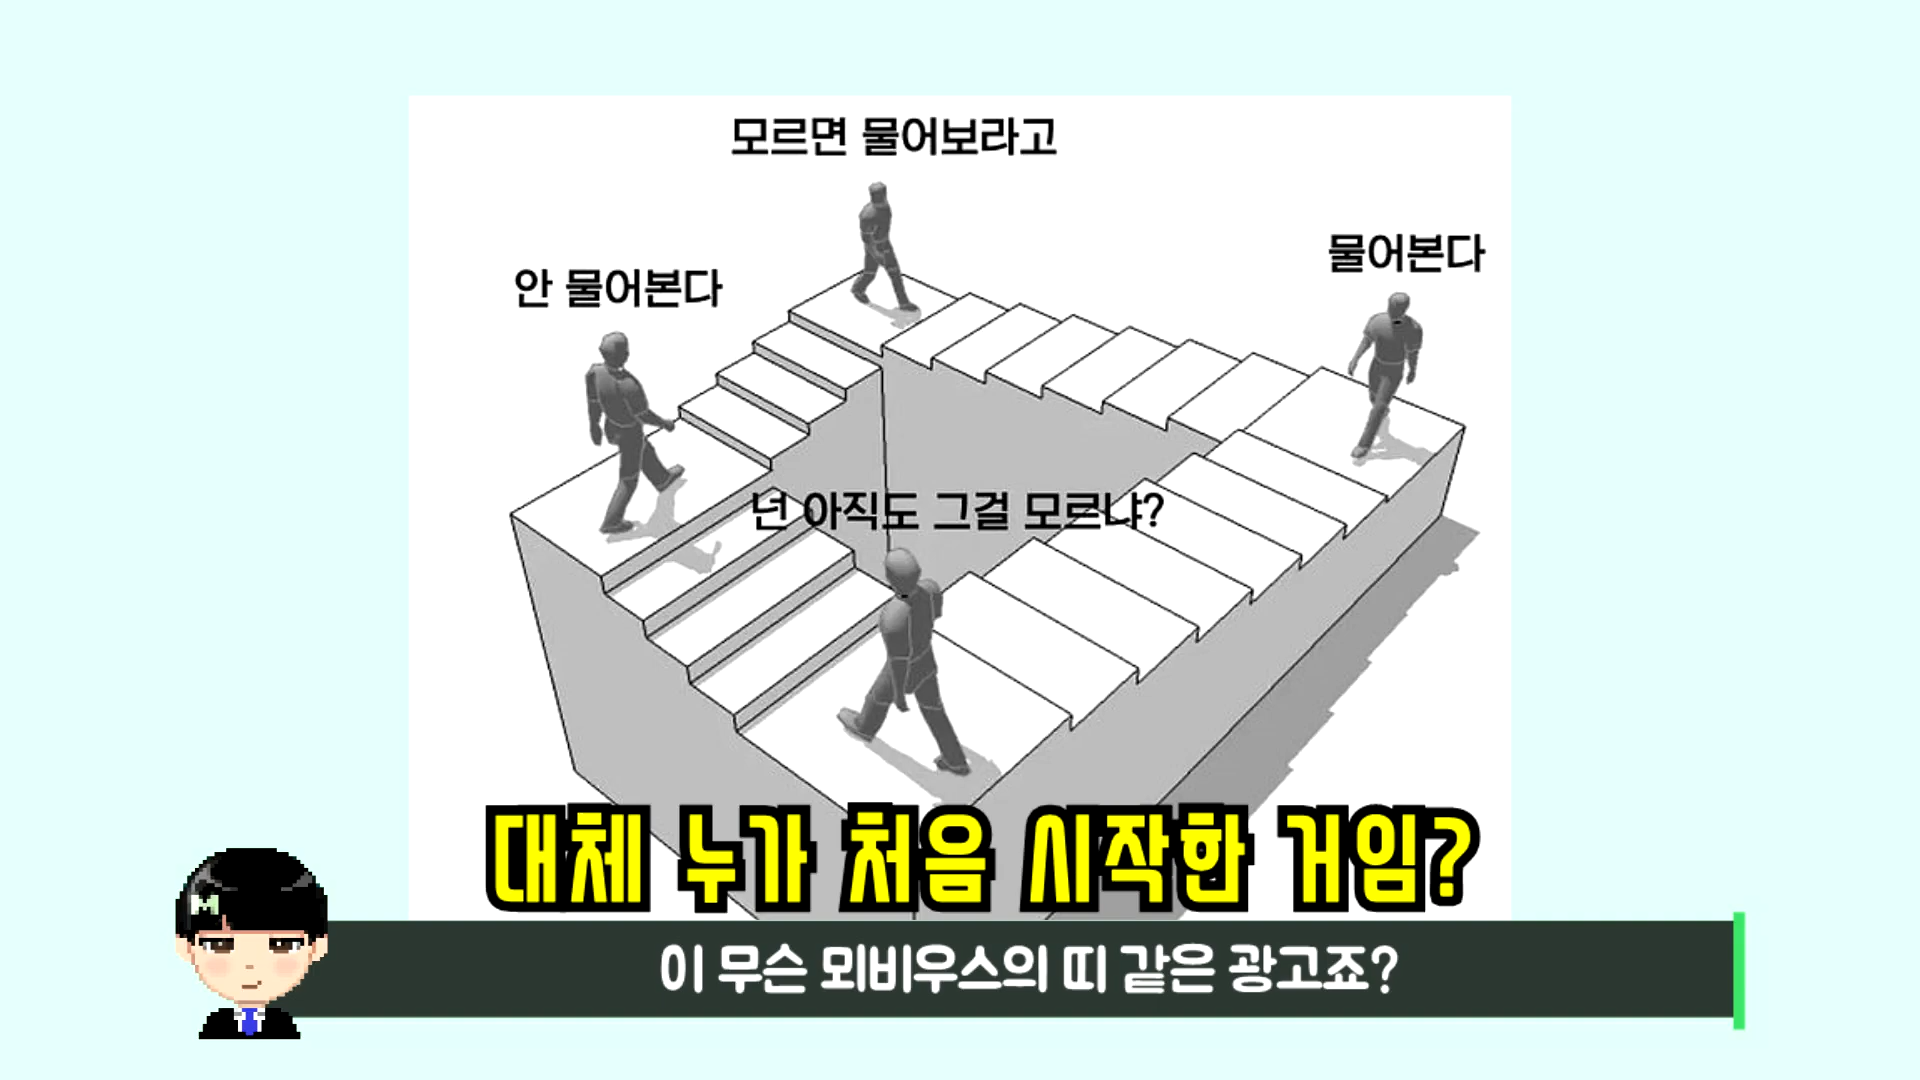 모르면 물어보라고
물어본다
안 물어본다
넌 아직도 그걸 모르냐?
대체 누가 처음 시작한 거임?
이 무슨 뫼비우스의 띠 같은 광고죠?
M